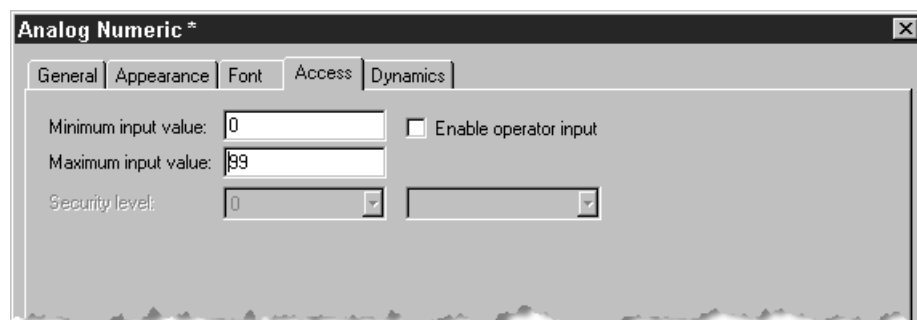 Analog Numeric *
General Appearance Font Access Dynamics
Minimum input value: 0 Enable operator input
Maximum input value: 99
Security level: 0